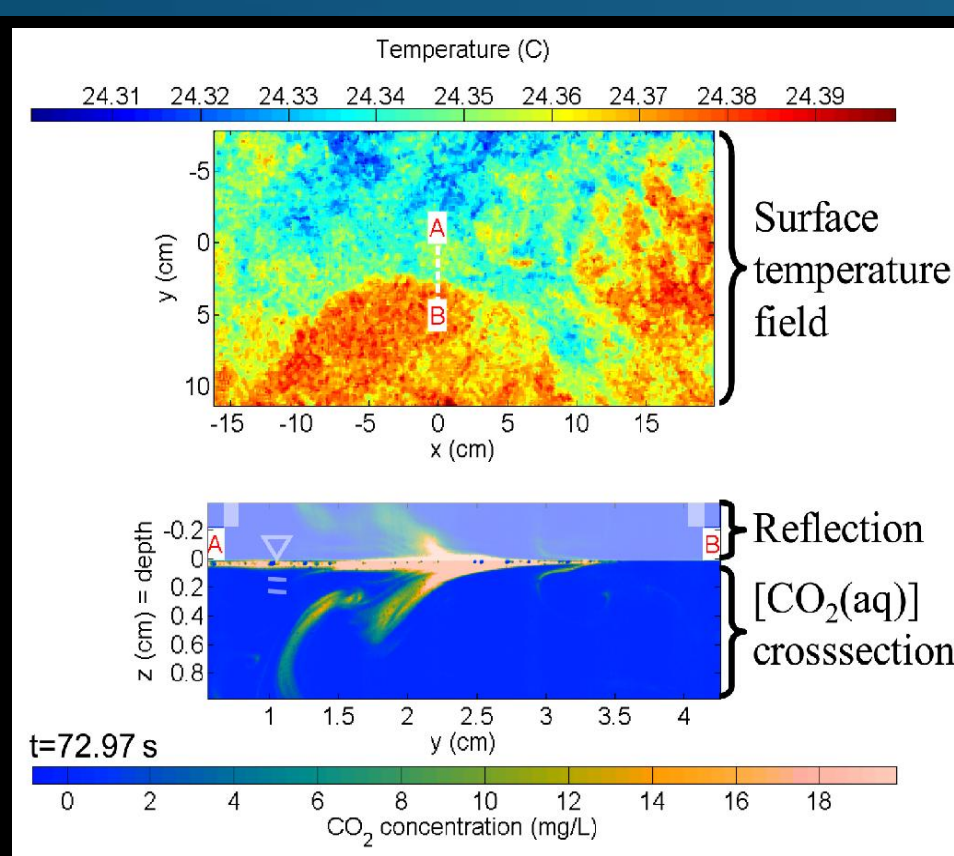 Temperature (C)
24.31 24.32 24.33 24.34 24.35 24.36 24.37 24.38 24.39
-5
0
5
10
y (cm)
A
B
-15 -10 -5 0 5 10 15
x (cm)
Surface
temperature
field
-0.2
0
0.2
0.4
0.6
0.8
z (cm) = depth
A
B
Reflection
[CO₂(aq)]
crosssection
1 1.5 2 2.5 3 3.5 4
y (cm)
t=72.97 s
0 2 4 6 8 10 12 14 16 18
CO₂ concentration (mg/L)